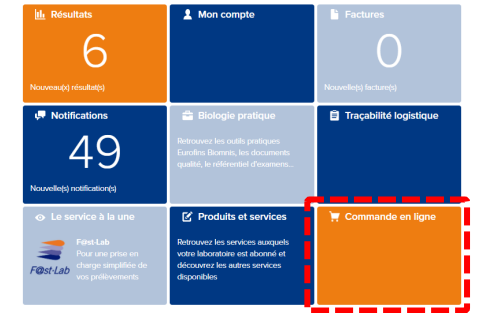 Résultats
6
Nouveau(x) résultat(s)
Mon compte
Factures
0
Nouvelle(s) facture(s)
Notifications
49
Nouvelle(s) notification(s)
Biologie pratique
Retrouvez les outils pratiques
Eurofins Biomnis, les documents
qualité, le référentiel d'examens...
Traçabilité logistique
Le service à la une
F@st-Lab
F@st-Lab
Pour une prise en
charge simplifiée de
vos prélèvements
Produits et services
Retrouvez les services auxquels
votre laboratoire est abonné et
découvrez les autres services
disponibles
Commande en ligne